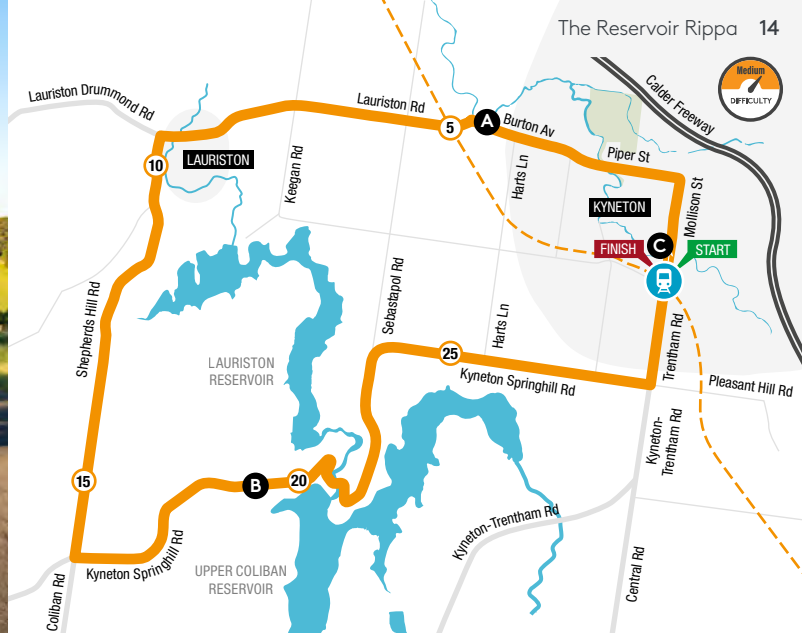 The Reservoir Rippa 14
Medium
DIFFICULTY
Calder Freeway
Lauriston Drummond Rd
Lauriston Rd
5
A
Burton Av
Piper St
10
LAURISTON
Keegan Rd
Harts Ln
Mollison St
KYNETON
C
FINISH
START
Shepherds Hill Rd
Sebastapol Rd
Harts Ln
Trentham Rd
25
Kyneton Springhill Rd
LAURISTON
RESERVOIR
Pleasant Hill Rd
Kyneton-
Trentham Rd
15
B
20
Kyneton-Trentham Rd
Kyneton Springhill Rd
UPPER COLIBAN
RESERVOIR
Coliban Rd
Central Rd